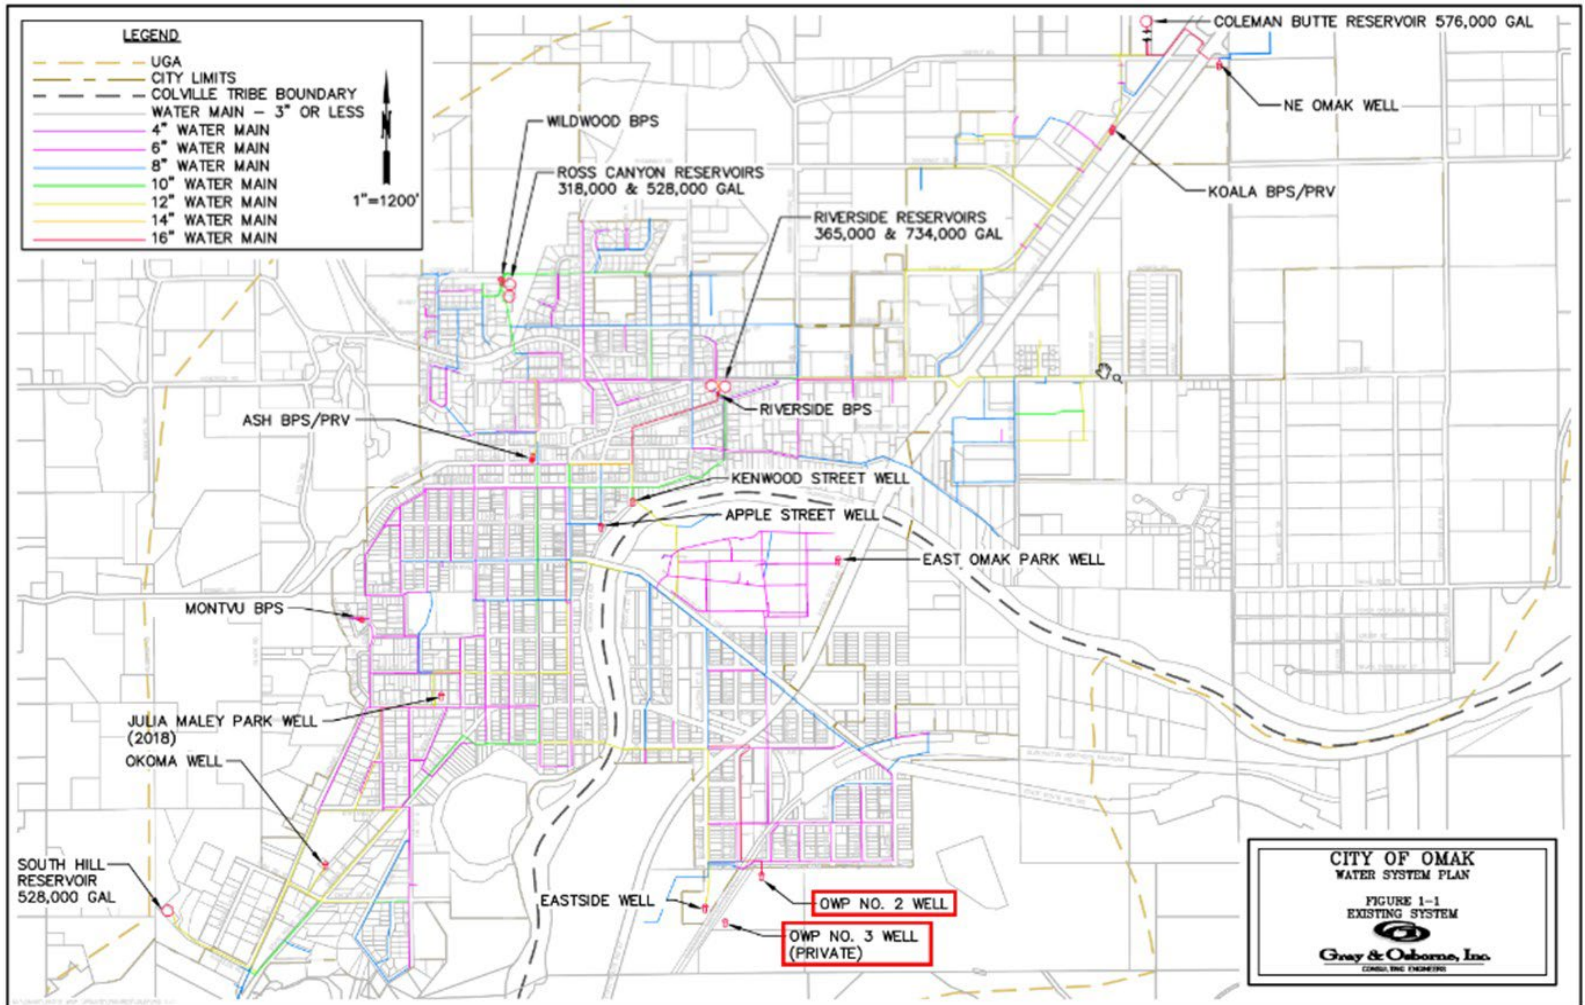 LEGEND
UGA
CITY LIMITS
COLVILLE TRIBE BOUNDARY
WATER MAIN - 3" OR LESS
4" WATER MAIN
6" WATER MAIN
8" WATER MAIN
10" WATER MAIN
12" WATER MAIN
14" WATER MAIN
16" WATER MAIN
N
1"=1200'
COLEMAN BUTTE RESERVOIR 576,000 GAL
NE OMAK WELL
WILDWOOD BPS
ROSS CANYON RESERVOIRS
318,000 & 528,000 GAL
KOALA BPS/PRV
RIVERSIDE RESERVOIRS
365,000 & 734,000 GAL
RIVERSIDE BPS
ASH BPS/PRV
KENWOOD STREET WELL
APPLE STREET WELL
EAST OMAK PARK WELL
MONTVU BPS
JULIA MALEY PARK WELL
(2018)
OKOMA WELL
SOUTH HILL
RESERVOIR
528,000 GAL
EASTSIDE WELL
OWP NO. 2 WELL
OWP NO. 3 WELL
(PRIVATE)
CITY OF OMAK
WATER SYSTEM PLAN
FIGURE 1-1
EXISTING SYSTEM
Gray & Osborne, Inc.
CONSULTING ENGINEERS